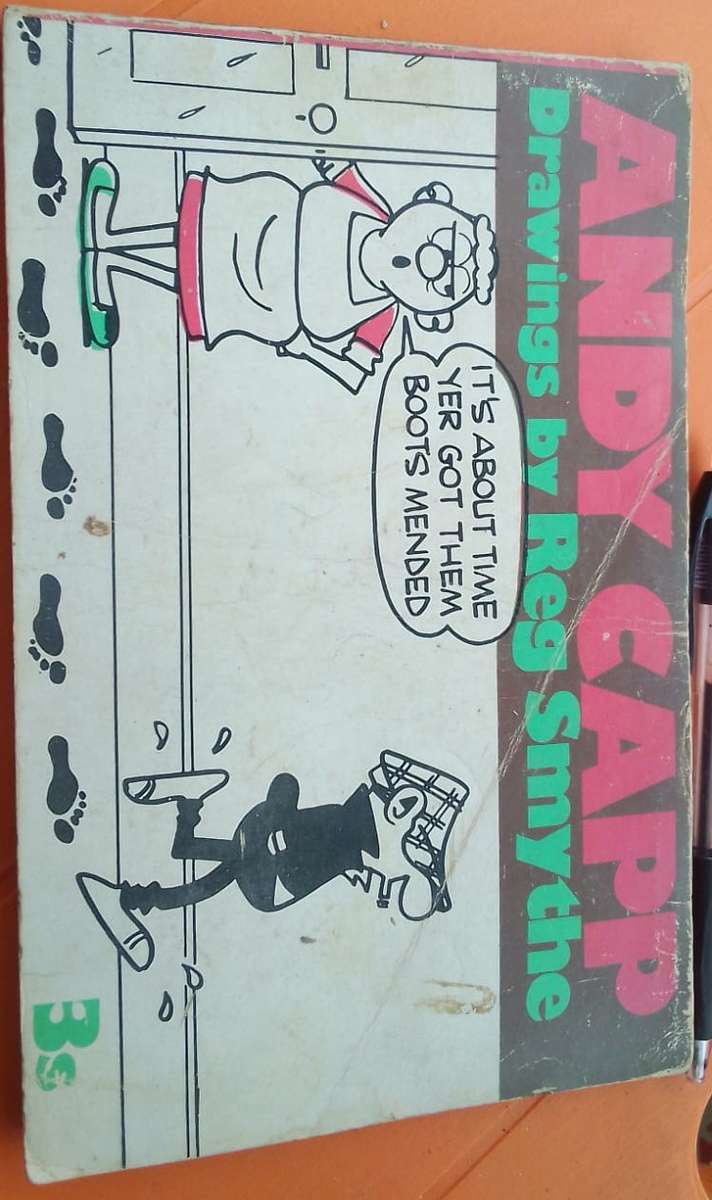 ANDY CAPP
Drawings by Reg Smythe
IT'S ABOUT TIME
YER GOT THEM
BOOTS MENDED
3s